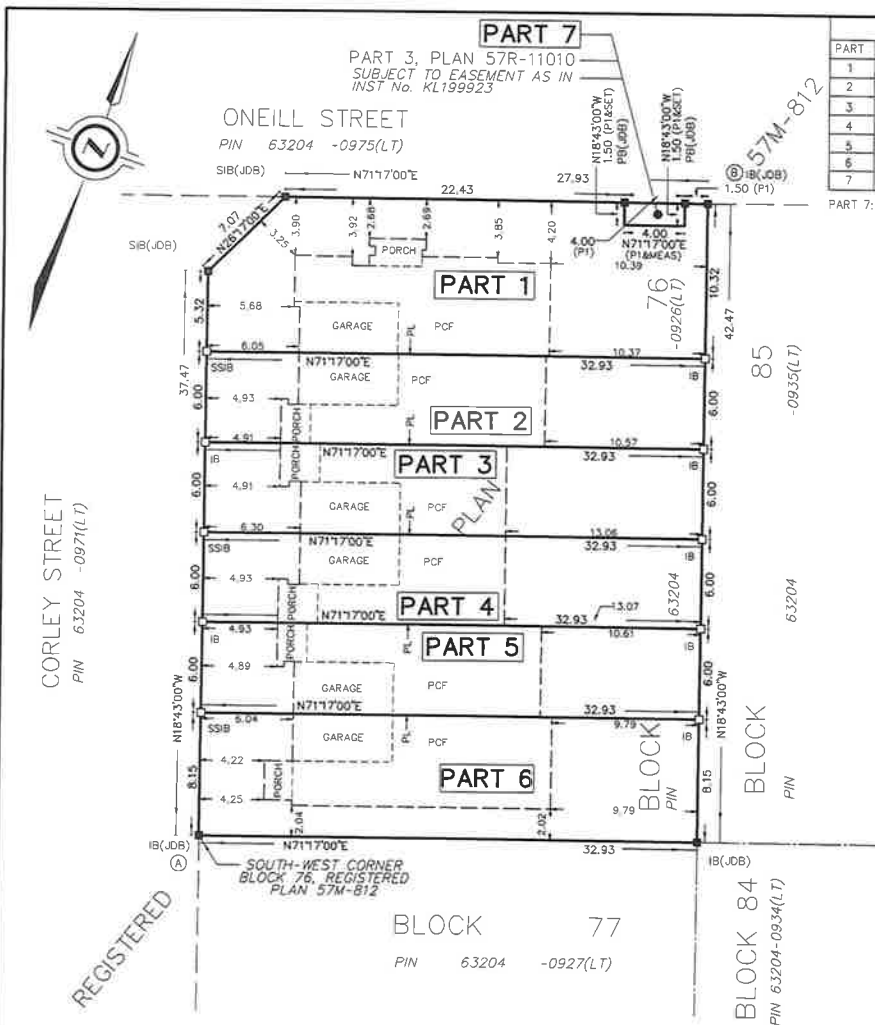 PART 7
PART 3, PLAN 57R-11010
SUBJECT TO EASEMENT AS IN
INST No. KL199923
PART
1
2
3
4
5
6
7
PART 7:
ONEILL STREET
PIN 63204 -0975(LT)
SIB(JDB)
N71°17'00"E
22.43
27.93
N18°43'00"W
1.50 (P1&SET)
PB(JDB)
N18°43'00"W
1.50 (P1&SET)
PB(JDB)
57M-812
B IB(JDB)
1.50 (P1)
7.07
N26°17'00"E
3.25
3.90
3.92
2.68
2.69
3.85
4.20
4.00
(P1)
4.00
N71°17'00"E
(P1&MEAS)
10.39
SIB(JDB)
PORCH
PART 1
76
-0926(LT)
10.32
42.47
5.32
5.68
GARAGE
PCF
PL
6.05
N71°17'00"E
10.37
32.93
SSIB
IB
37.47
GARAGE
PCF
85
-0935(LT)
6.00
4.93
PORCH
PART 2
PL
6.00
4.91
N71°17'00"E
10.57
32.93
IB
IB
PORCH
PART 3
6.00
4.91
GARAGE
PCF
PLAN
PL
6.00
6.30
N71°17'00"E
13.06
32.93
SSIB
IB
CORLEY STREET
PIN 63204 -0971(LT)
GARAGE
PCF
6.00
4.93
PORCH
PART 4
63204
63204
6.00
N71°17'00"E
32.93
13.07
4.93
10.61
IB
IB
PORCH
PL
PART 5
6.00
4.89
GARAGE
PCF
6.00
N18°43'00"W
N71°17'00"E
32.93
N18°43'00"W
6.04
9.79
SSIB
IB
GARAGE
PL
PCF
BLOCK
PIN
BLOCK
PIN
8.15
4.22
PORCH
PART 6
8.15
4.25
9.79
2.04
2.02
IB(JDB)
N71°17'00"E
32.93
IB(JDB)
A
SOUTH-WEST CORNER
BLOCK 76, REGISTERED
PLAN 57M-812
REGISTERED
BLOCK 77
PIN 63204 -0927(LT)
BLOCK 84
PIN 63204-0934(LT)